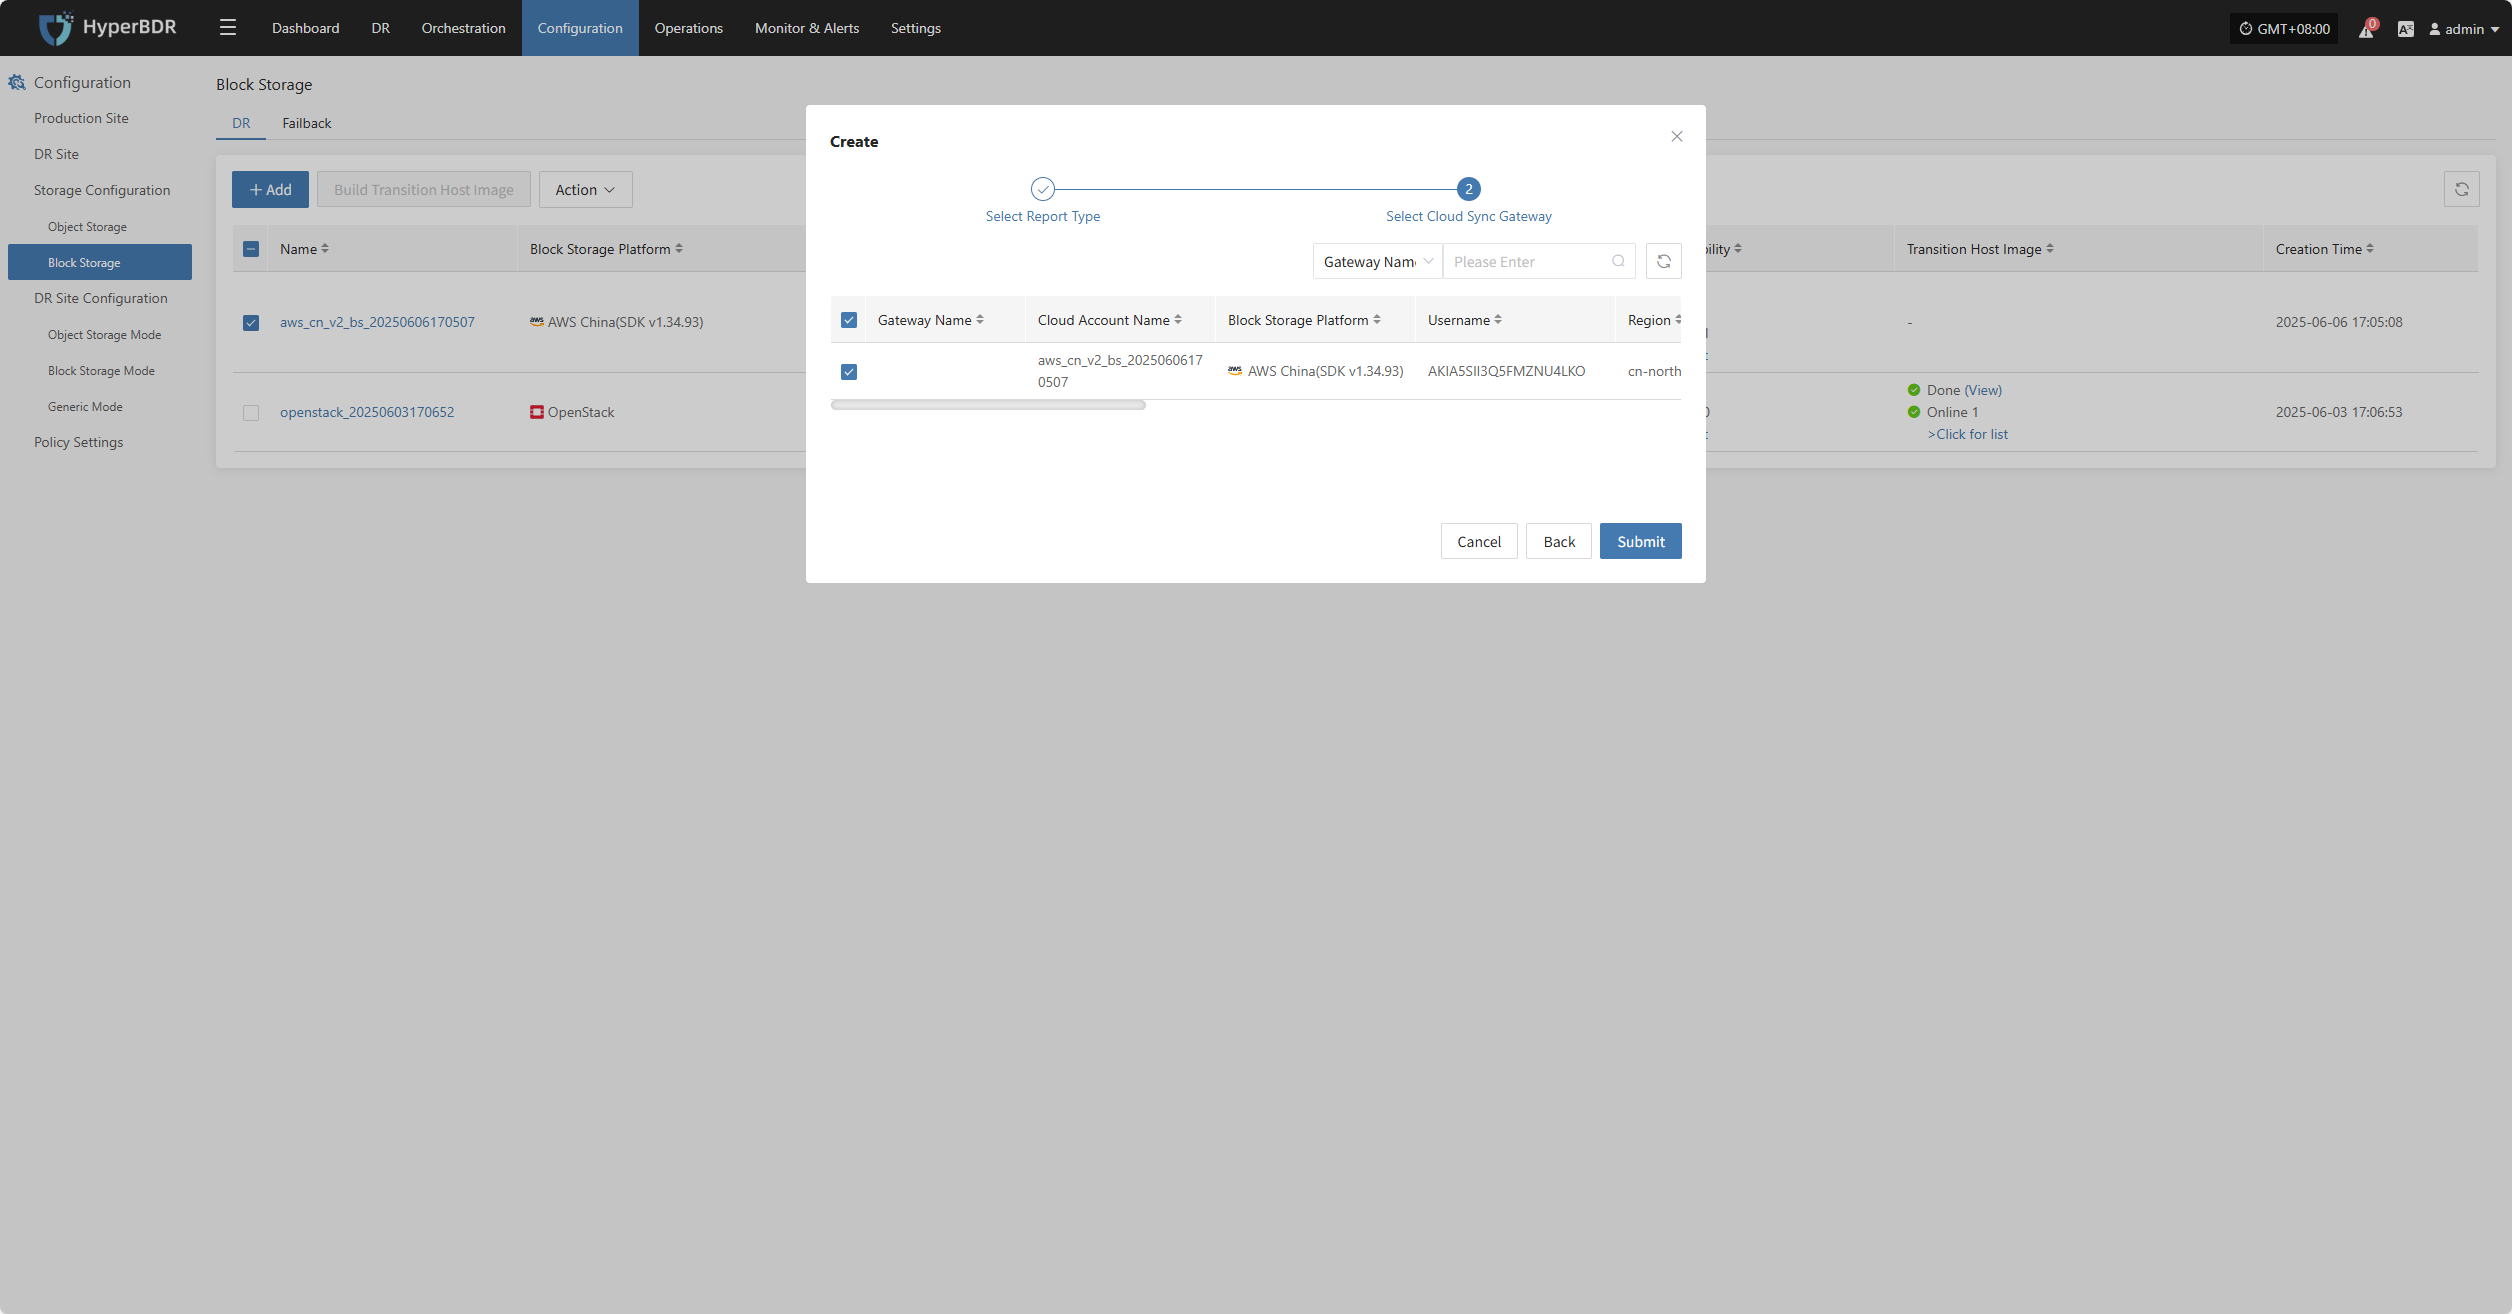 HyperBDR
Dashboard DR Orchestration Configuration Operations Monitor & Alerts Settings
GMT+08:00 0 admin
Configuration
Production Site
DR Site
Storage Configuration
Object Storage
Block Storage
DR Site Configuration
Object Storage Mode
Block Storage Mode
Generic Mode
Policy Settings
Block Storage
DR Failback
Add Build Transition Host Image Action
Name Block Storage Platform Transition Host Image Creation Time
aws_cn_v2_bs_20250606170507 aws AWS China(SDK v1.34.93) - 2025-06-06 17:05:08
openstack_20250603170652 OpenStack 2025-06-03 17:06:53
Done (View)
Online 1
>Click for list
Create
2
Select Report Type Select Cloud Sync Gateway
Gateway Nam Please Enter
Gateway Name Cloud Account Name Block Storage Platform Username Region
aws_cn_v2_bs_2025060617
0507
aws AWS China(SDK v1.34.93) AKIA5SII3Q5FMZNU4LKO cn-north
Cancel Back Submit